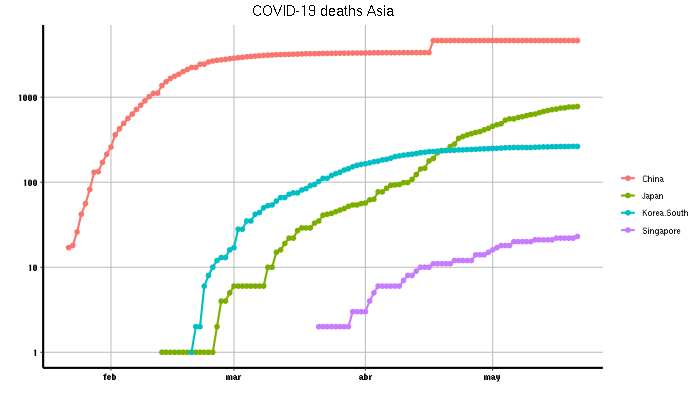 COVID-19 deaths Asia
1000
100
10
1
feb mar abr may
China
Japan
Korea.South
Singapore